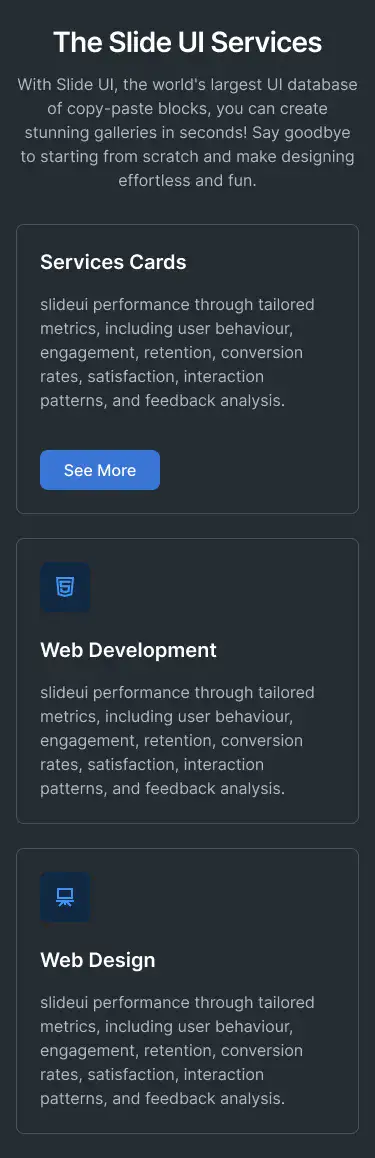 The Slide UI Services
With Slide UI, the world's largest UI database
of copy-paste blocks, you can create
stunning galleries in seconds! Say goodbye
to starting from scratch and make designing
effortless and fun.
Services Cards
slideui performance through tailored
metrics, including user behaviour,
engagement, retention, conversion
rates, satisfaction, interaction
patterns, and feedback analysis.
See More
Web Development
slideui performance through tailored
metrics, including user behaviour,
engagement, retention, conversion
rates, satisfaction, interaction
patterns, and feedback analysis.
Web Design
slideui performance through tailored
metrics, including user behaviour,
engagement, retention, conversion
rates, satisfaction, interaction
patterns, and feedback analysis.